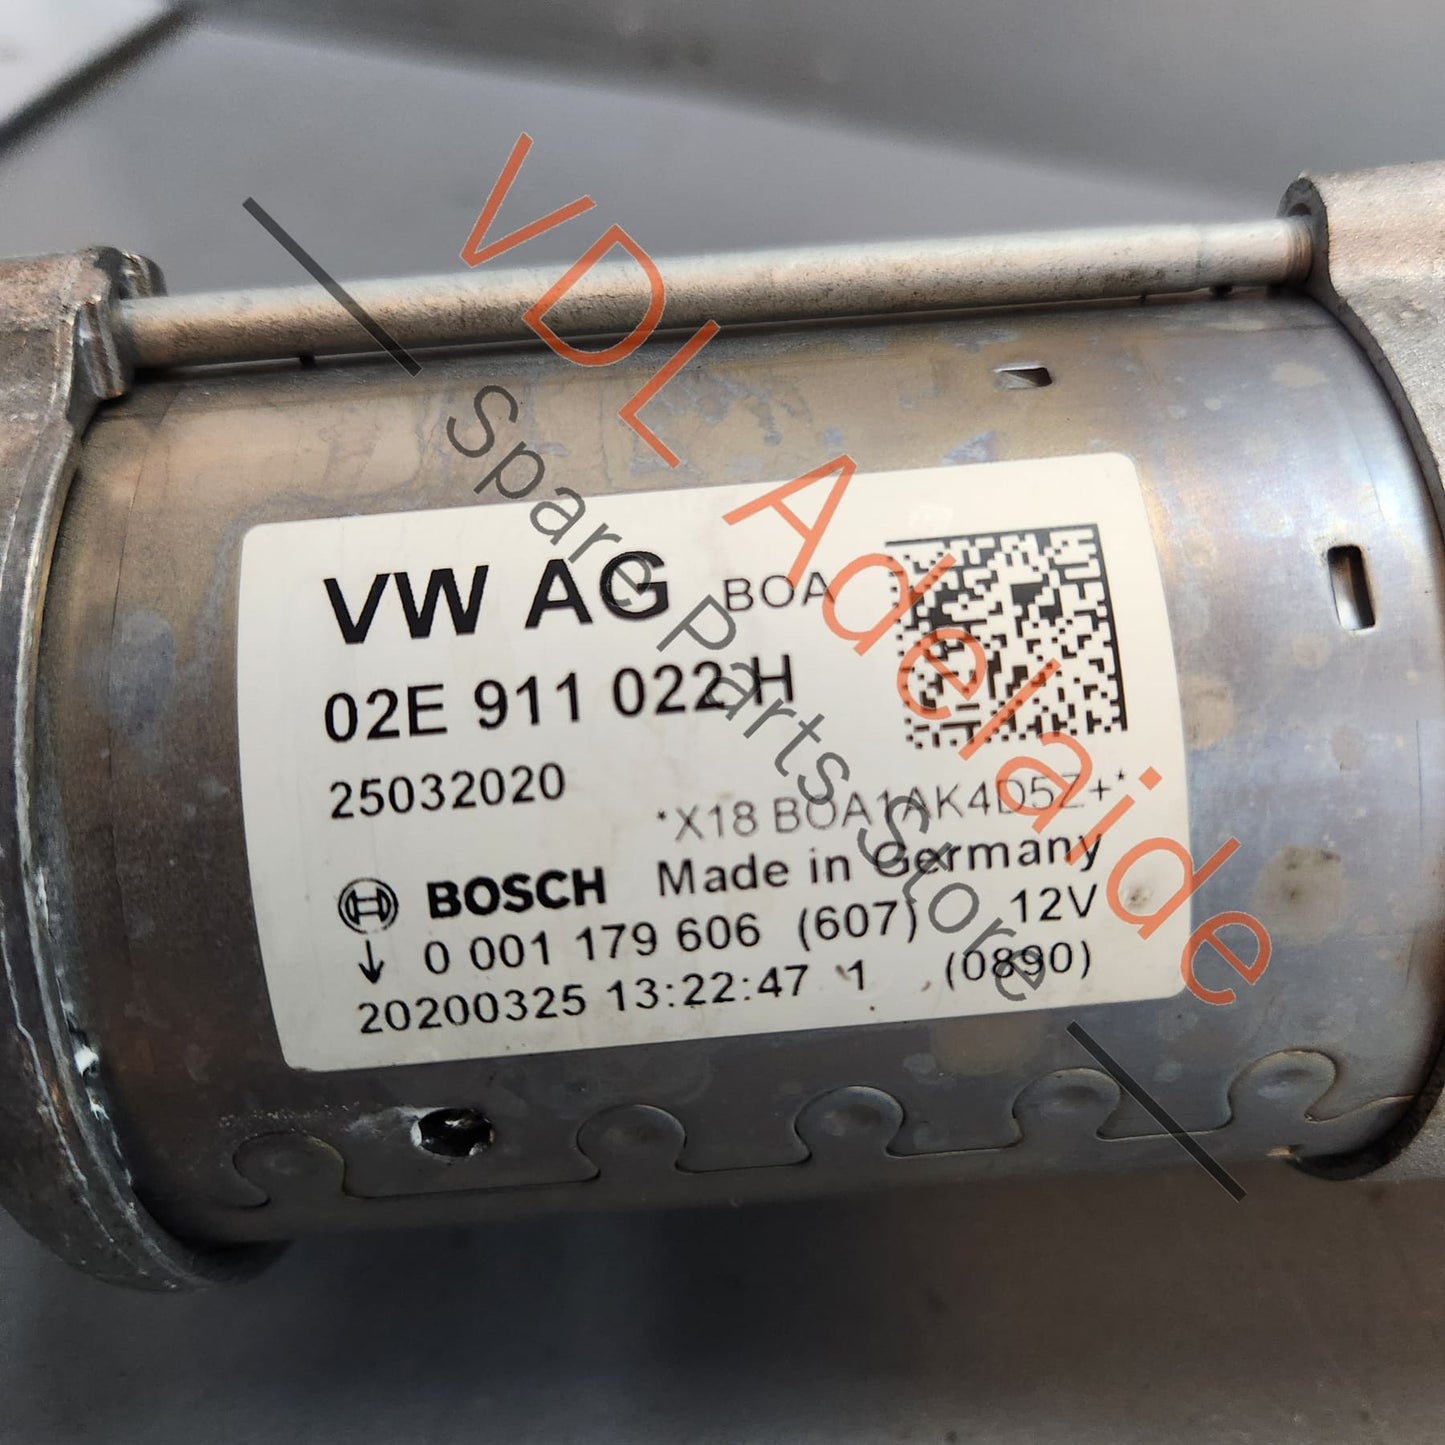 VW AG BOA
02E 911 022 H
25032020
*X18 BOA1AK4D5Z+*
BOSCH Made in Germany
0 001 179 606 (607) 12V
20200325 13:22:47 1 (0890)
VDL Adelaide
Spare Parts Store